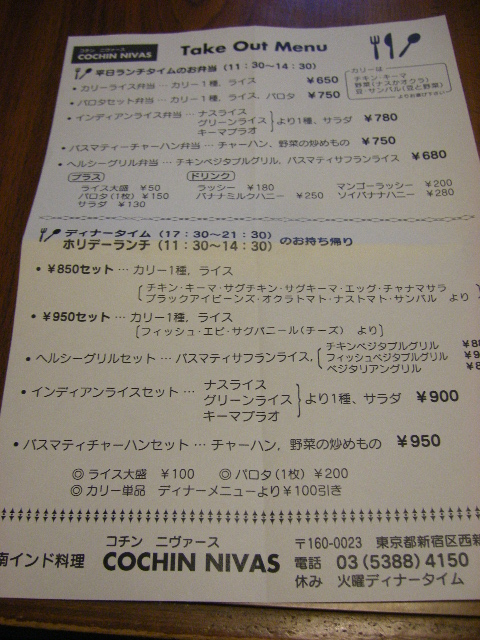 コチン ニヴァース
COCHIN NIVAS
Take Out Menu
平日ランチタイムのお弁当 (11:30～14:30)
・カリーライス弁当 … カリー1種, ライス ￥650
・パロタセット弁当 … カリー1種, ライス, パロタ ￥750
カリーは
チキン・キーマ
野菜(ナスかオクラ)
豆・サンバル(豆と野菜)
よりお選び下さい
・インディアンライス弁当 … ナスライス
グリーンライス
キーマプラオ
より1種、サラダ ￥780
・バスマティーチャーハン弁当 … チャーハン、野菜の炒めもの ￥750
・ヘルシーグリル弁当 … チキンベジタブルグリル, バスマティサフランライス ￥680
プラス
ライス大盛 ￥50
パロタ(1枚) ￥150
サラダ ￥130
ドリンク
ラッシー ￥180 マンゴーラッシー ￥200
バナナミルクハニー ￥250 ソイバナナハニー ￥280
ディナータイム (17:30～21:30)
ホリデーランチ (11:30～14:30)
のお持ち帰り
・￥850セット … カリー1種, ライス
チキン・キーマ・サグチキン・サグキーマ・エッグ・チャナマサラ
ブラックアイビーンズ・オクラトマト・ナストマト・サンバル より
・￥950セット … カリー1種, ライス
[フィッシュ・エビ・サグパニール(チーズ) より]
・ヘルシーグリルセット … バスマティサフランライス,
チキンベジタブルグリル
フィッシュベジタブルグリル
ベジタリアングリル
・インディアンライスセット … ナスライス
グリーンライス
キーマプラオ
より1種、サラダ ￥900
・バスマティチャーハンセット … チャーハン, 野菜の炒めもの ￥950
◎ライス大盛 ￥100 ◎パロタ(1枚) ￥200
◎カリー単品 ディナーメニューより￥100引き
南インド料理
コチン ニヴァース
COCHIN NIVAS
〒160-0023 東京都新宿区西新
電話 03(5388)4150
休み 火曜ディナータイム